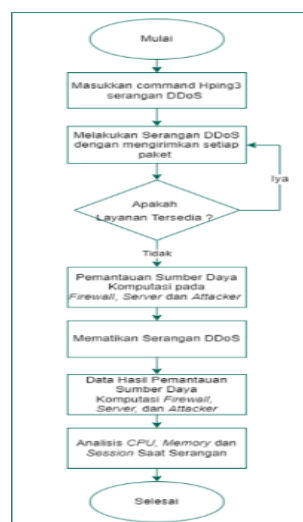 Mulai
Masukkan command Hping3
serangan DDoS
Melakukan Serangan DDoS
dengan mengirimkan setiap
paket
Iya
Apakah
Layanan Tersedia ?
Tidak
Pemantauan Sumber Daya
Komputasi pada
Firewall, Server dan Attacker
Mematikan Serangan DDoS
Data Hasil Pemantauan
Sumber Daya
Komputasi Firewall,
Server, dan Attacker
Analisis CPU, Memory dan
Session Saat Serangan
Selesai